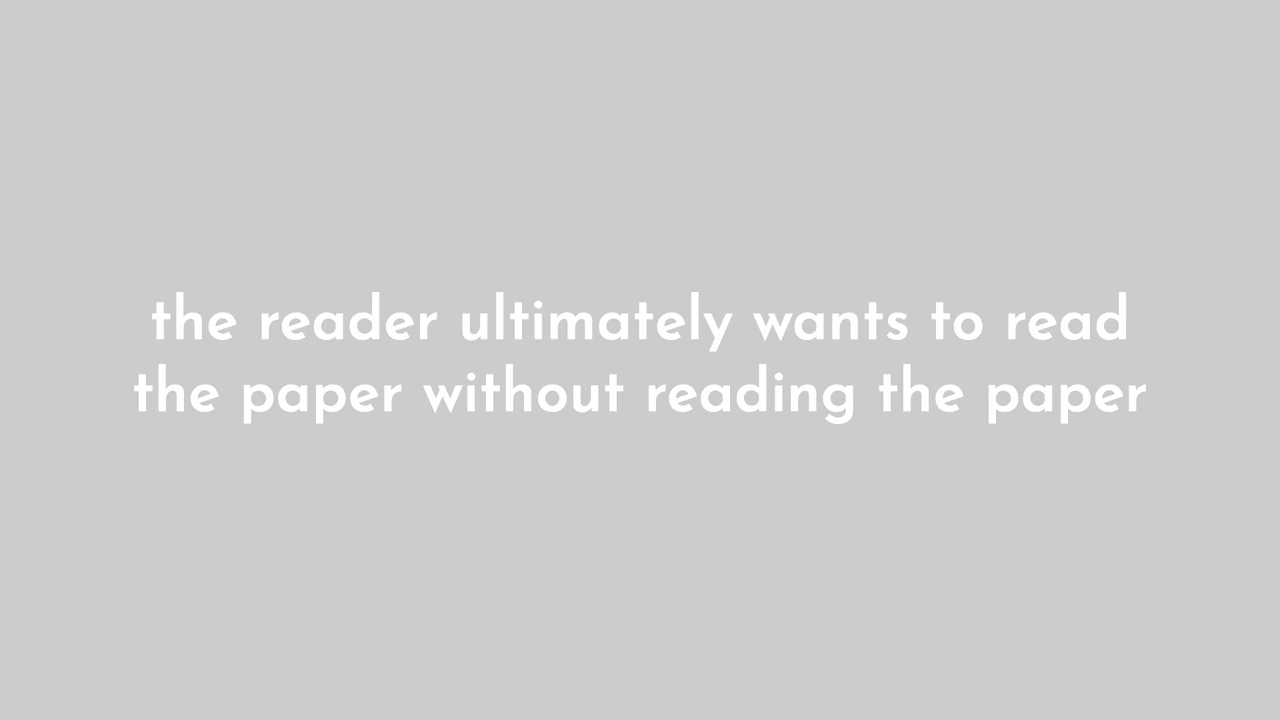 the reader ultimately wants to read
the paper without reading the paper